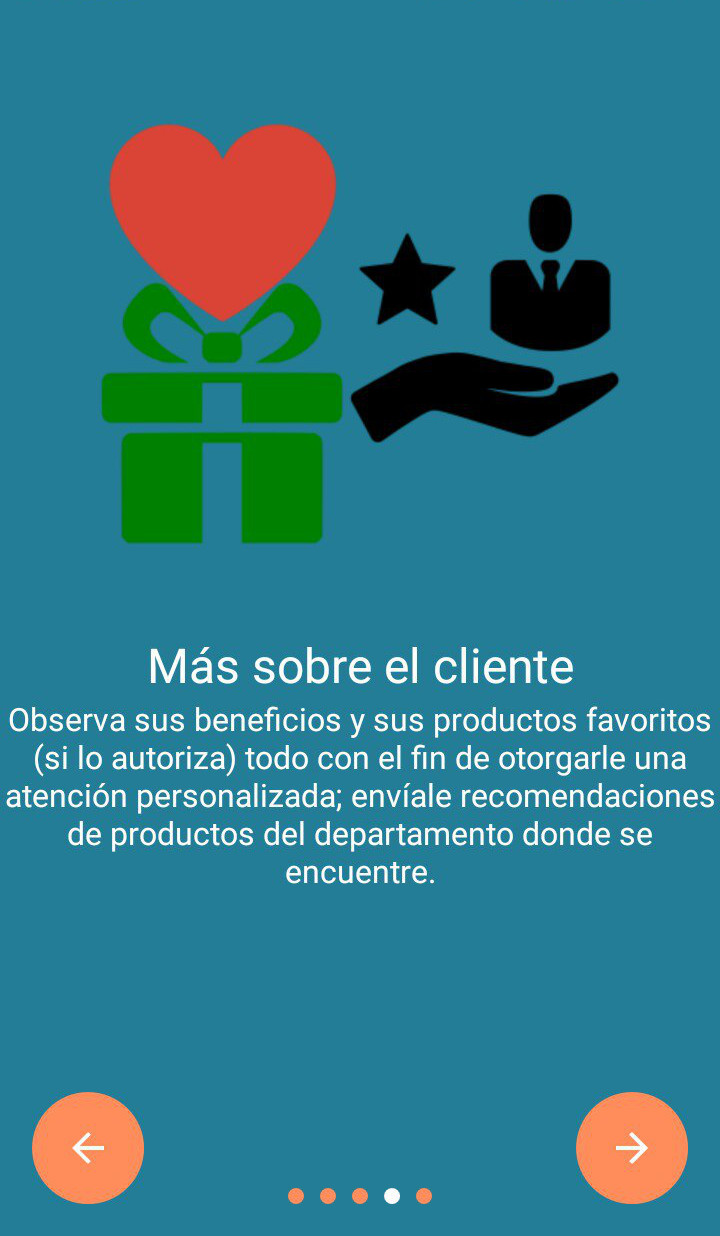 Más sobre el cliente
Observa sus beneficios y sus productos favoritos
(si lo autoriza) todo con el fin de otorgarle una
atención personalizada; envíale recomendaciones
de productos del departamento donde se
encuentre.